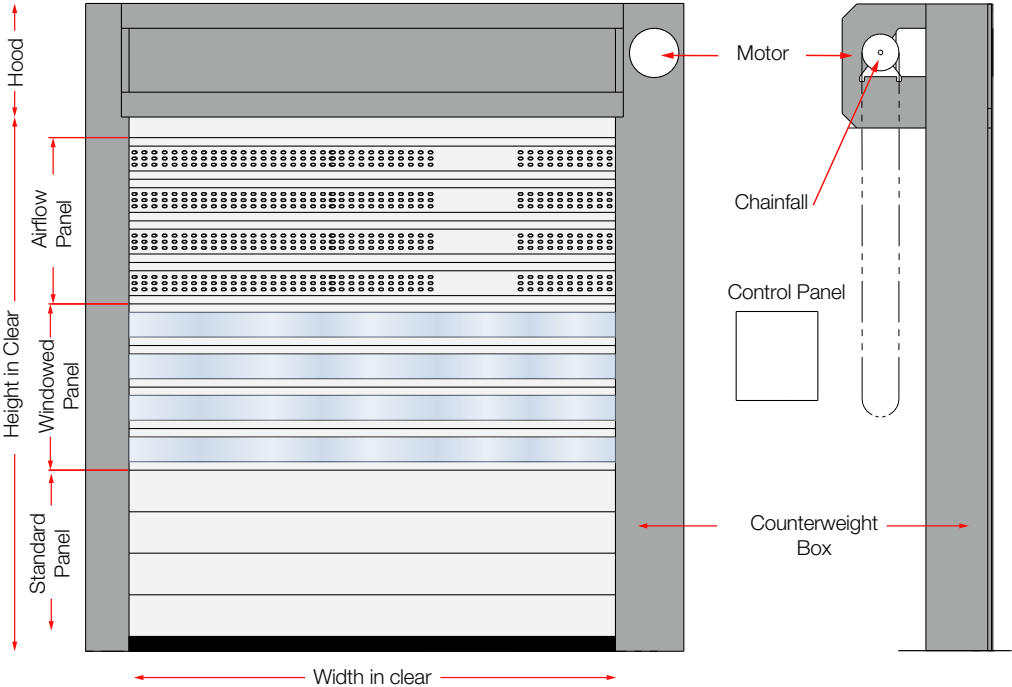 Hood
Motor
Airflow
Panel
Chainfall
Control Panel
Height in Clear
Windowed
Panel
Standard
Panel
Counterweight
Box
Width in clear